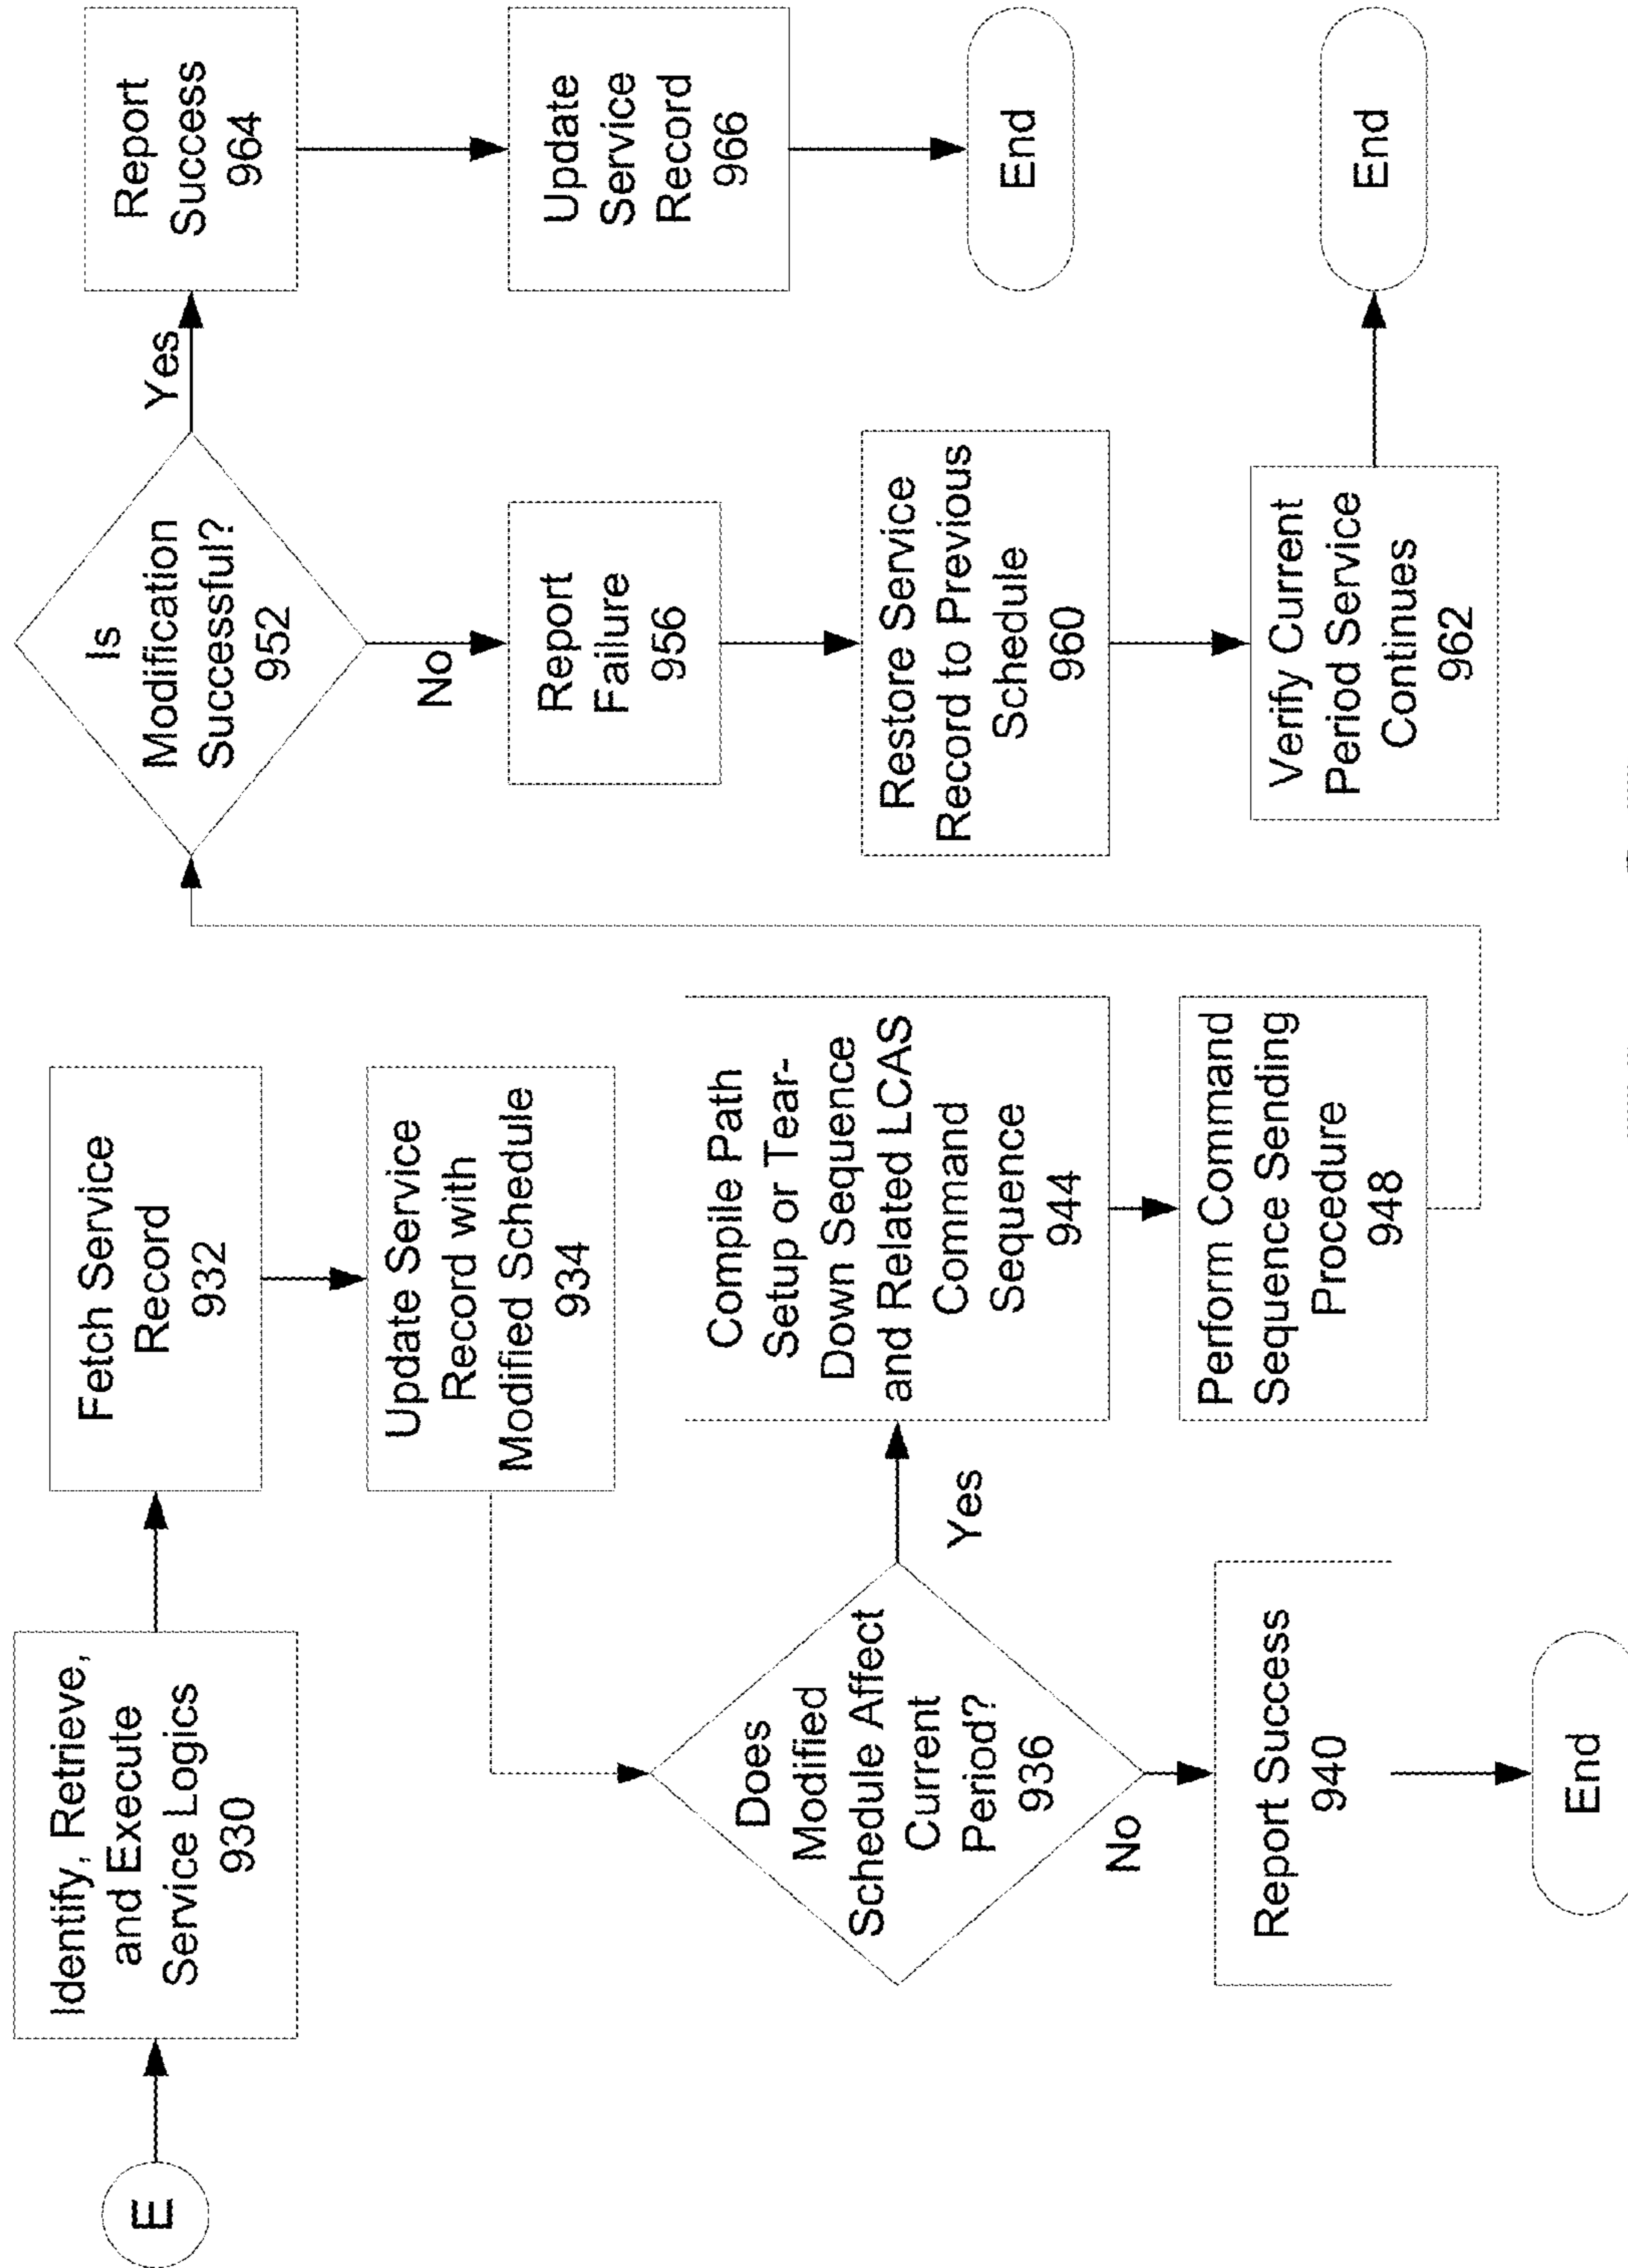 E
Identify, Retrieve,
and Execute
Service Logics
930
Fetch Service
Record
932
Update Service
Record with
Modified Schedule
934
Does
Modified
Schedule Affect
Current
Period?
936
Yes
No
Report Success
940
End
Compile Path
Setup or Tear-
Down Sequence
and Related LCAS
Command
Sequence
944
Perform Command
Sequence Sending
Procedure
948
Is
Modification
Successful?
952
Yes
No
Report
Success
964
Update
Service
Record
966
End
Report
Failure
956
Restore Service
Record to Previous
Schedule
960
Verify Current
Period Service
Continues
962
End